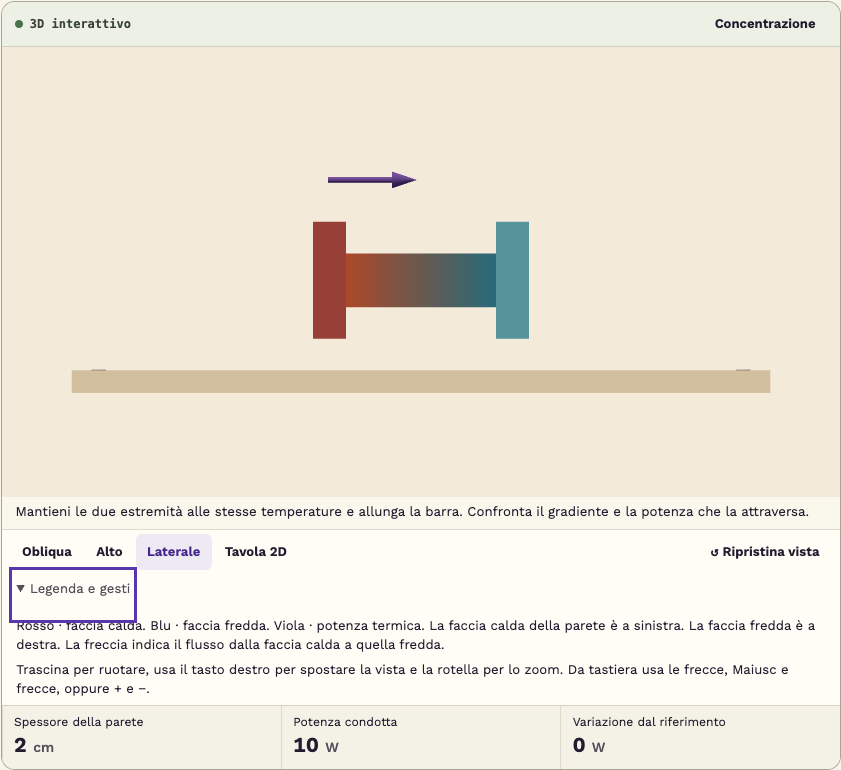 3D interattivo
Concentrazione
Mantieni le due estremità alle stesse temperature e allunga la barra. Confronta il gradiente e la potenza che la attraversa.
Obliqua Alto Laterale Tavola 2D ↺ Ripristina vista
▼ Legenda e gesti
Rosso · faccia calda. Blu · faccia fredda. Viola · potenza termica. La faccia calda della parete è a sinistra. La faccia fredda è a
destra. La freccia indica il flusso dalla faccia calda a quella fredda.
Trascina per ruotare, usa il tasto destro per spostare la vista e la rotella per lo zoom. Da tastiera usa le frecce, Maiusc e
frecce, oppure + e −.
Spessore della parete
2 cm
Potenza condotta
10 W
Variazione dal riferimento
0 W